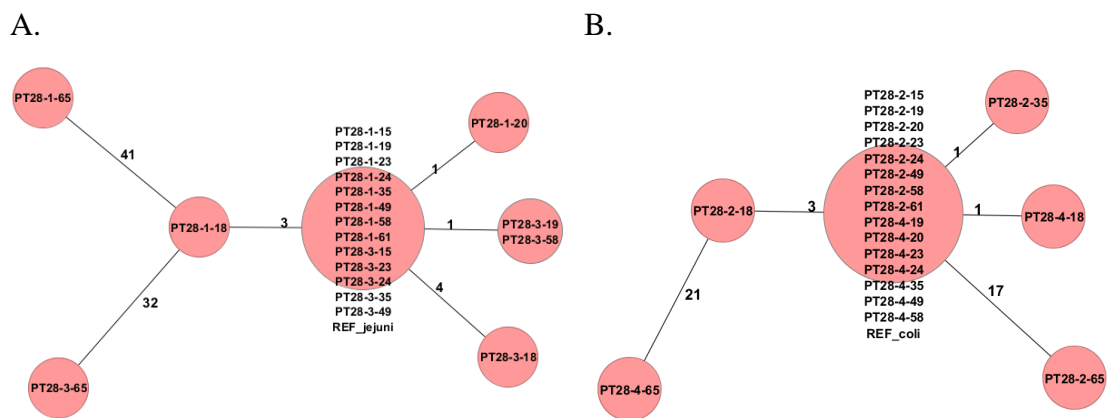 A.
PT28-1-65
41
PT28-1-18
32
PT28-3-65
3
PT28-1-15
PT28-1-19
PT28-1-23
PT28-1-24
PT28-1-35
PT28-1-49
PT28-1-58
PT28-1-61
PT28-3-15
PT28-3-23
PT28-3-24
PT28-3-35
PT28-3-49
REF_jejuni
1
PT28-1-20
1
PT28-3-19
PT28-3-58
4
PT28-3-18
B.
PT28-2-18
21
PT28-4-65
3
PT28-2-15
PT28-2-19
PT28-2-20
PT28-2-23
PT28-2-24
PT28-2-49
PT28-2-58
PT28-2-61
PT28-4-19
PT28-4-20
PT28-4-23
PT28-4-24
PT28-4-35
PT28-4-49
PT28-4-58
REF_coli
1
PT28-2-35
1
PT28-4-18
17
PT28-2-65